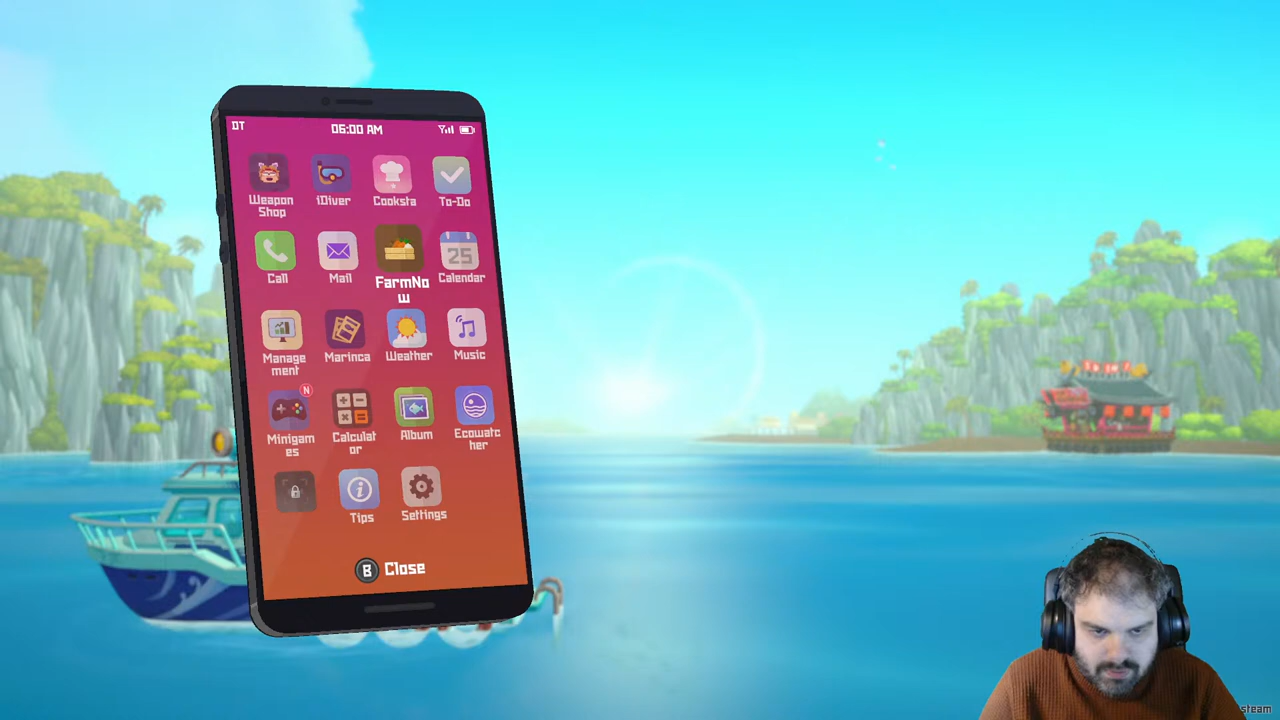 DT
06:00 AM
Weapon
Shop
iDiver
Cooksta
To-Do
Call
Mail
FarmNo
w
25
Calendar
Manage
ment
Marinca
Weather
Music
N
Minigam
es
Calculat
or
Album
Ecowatc
her
Tips
Settings
B Close
steam